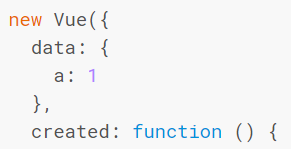 new Vue({
  data: {
    a: 1
  },
  created: function () {